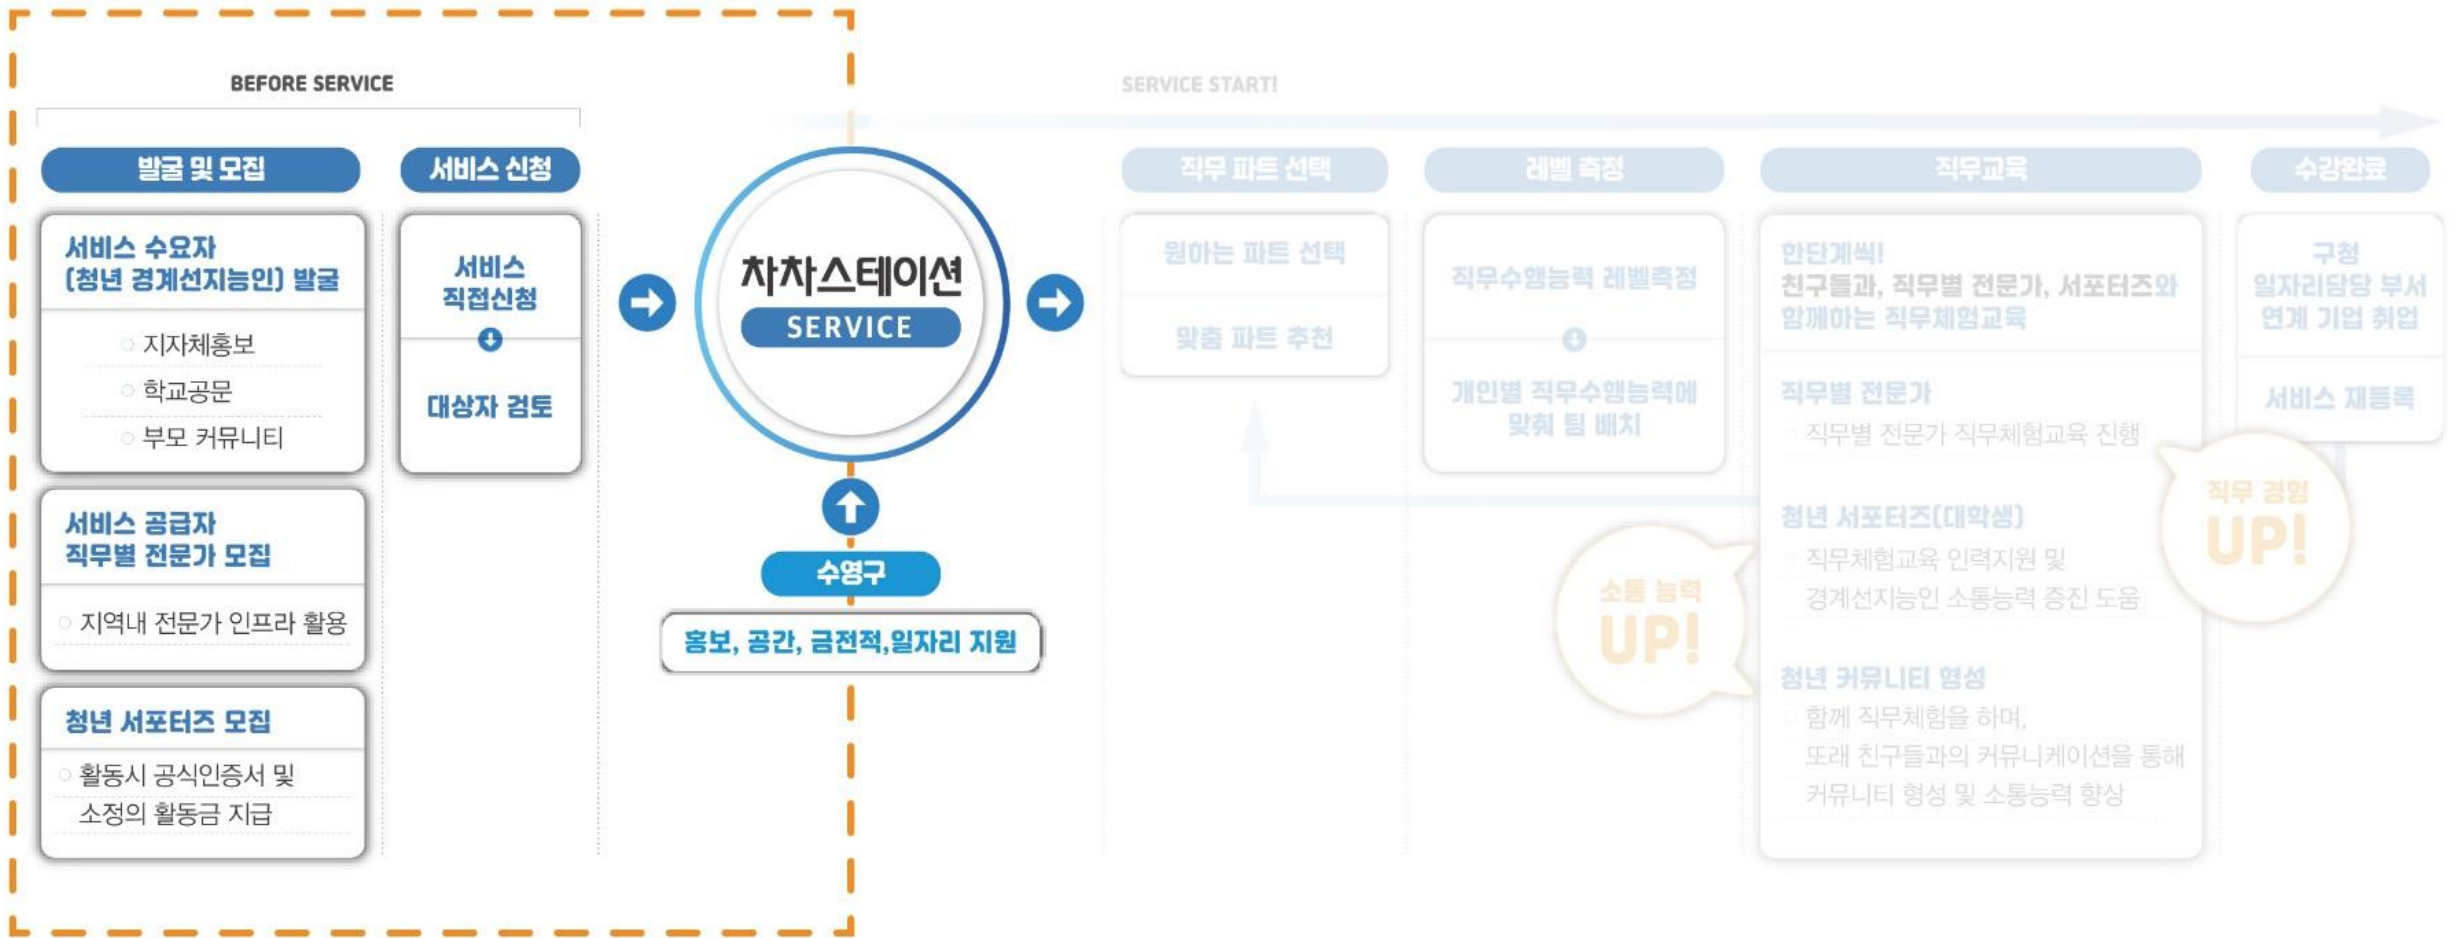 BEFORE SERVICE
발굴 및 모집
서비스 수요자
(청년 경계선지능인) 발굴
지자체홍보
학교공문
부모 커뮤니티
서비스 공급자
직무별 전문가 모집
지역내 전문가 인프라 활용
청년 서포터즈 모집
활동시 공식인증서 및
소정의 활동금 지급
서비스 신청
서비스
직접신청
대상자 검토
차차스테이션
SERVICE
수영구
홍보, 공간, 금전적,일자리 지원
SERVICE START!
직무 파트 선택
원하는 파트 선택
맞춤 파트 추천
레벨 측정
직무수행능력 레벨측정
개인별 직무수행능력에
맞춰 팀 배치
직무교육
한단계씩!
친구들과, 직무별 전문가, 서포터즈와
함께하는 직무체험교육
직무별 전문가
직무별 전문가 직무체험교육 진행
청년 서포터즈(대학생)
직무체험교육 인력지원 및
경계선지능인 소통능력 증진 도움
청년 커뮤니티 형성
함께 직무체험을 하며,
또래 친구들과의 커뮤니케이션을 통해
커뮤니티 형성 및 소통능력 향상
소통 능력
UP!
직무 경험
UP!
수강완료
구청
일자리담당 부서
연계 기업 취업
서비스 재등록